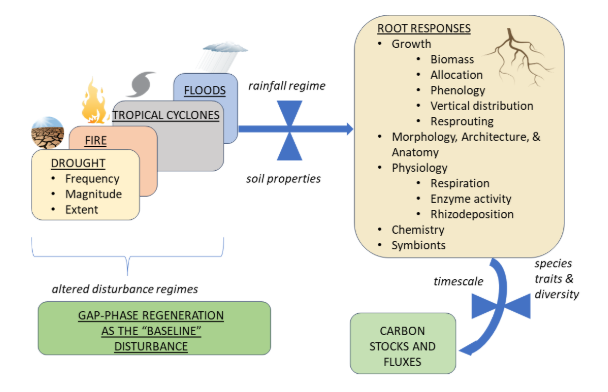 FLOODS
TROPICAL CYCLONES
FIRE
DROUGHT
• Frequency
• Magnitude
• Extent
altered disturbance regimes
GAP-PHASE REGENERATION
AS THE “BASELINE”
DISTURBANCE
rainfall regime
soil properties
ROOT RESPONSES
• Growth
• Biomass
• Allocation
• Phenology
• Vertical distribution
• Resprouting
• Morphology, Architecture, &
Anatomy
• Physiology
• Respiration
• Enzyme activity
• Rhizodeposition
• Chemistry
• Symbionts
timescale
species
traits &
diversity
CARBON
STOCKS AND
FLUXES